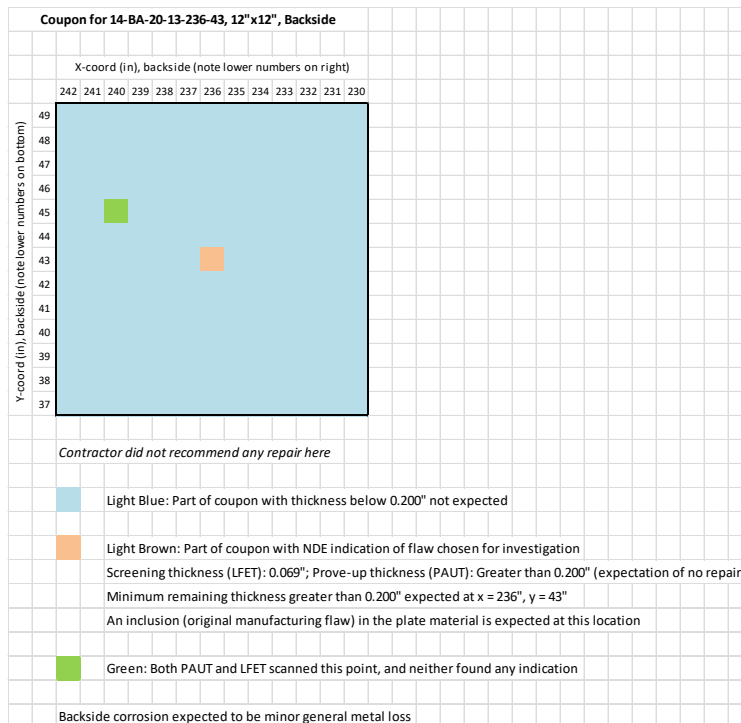 Coupon for 14-BA-20-13-236-43, 12"x12", Backside
X-coord (in), backside (note lower numbers on right)
242 241 240 239 238 237 236 235 234 233 232 231 230
Y-coord (in), backside (note lower numbers on bottom)
49
48
47
46
45
44
43
42
41
40
39
38
37
Contractor did not recommend any repair here
Light Blue: Part of coupon with thickness below 0.200" not expected
Light Brown: Part of coupon with NDE indication of flaw chosen for investigation
Screening thickness (LFET): 0.069"; Prove-up thickness (PAUT): Greater than 0.200" (expectation of no repair
Minimum remaining thickness greater than 0.200" expected at x = 236", y = 43"
An inclusion (original manufacturing flaw) in the plate material is expected at this location
Green: Both PAUT and LFET scanned this point, and neither found any indication
Backside corrosion expected to be minor general metal loss